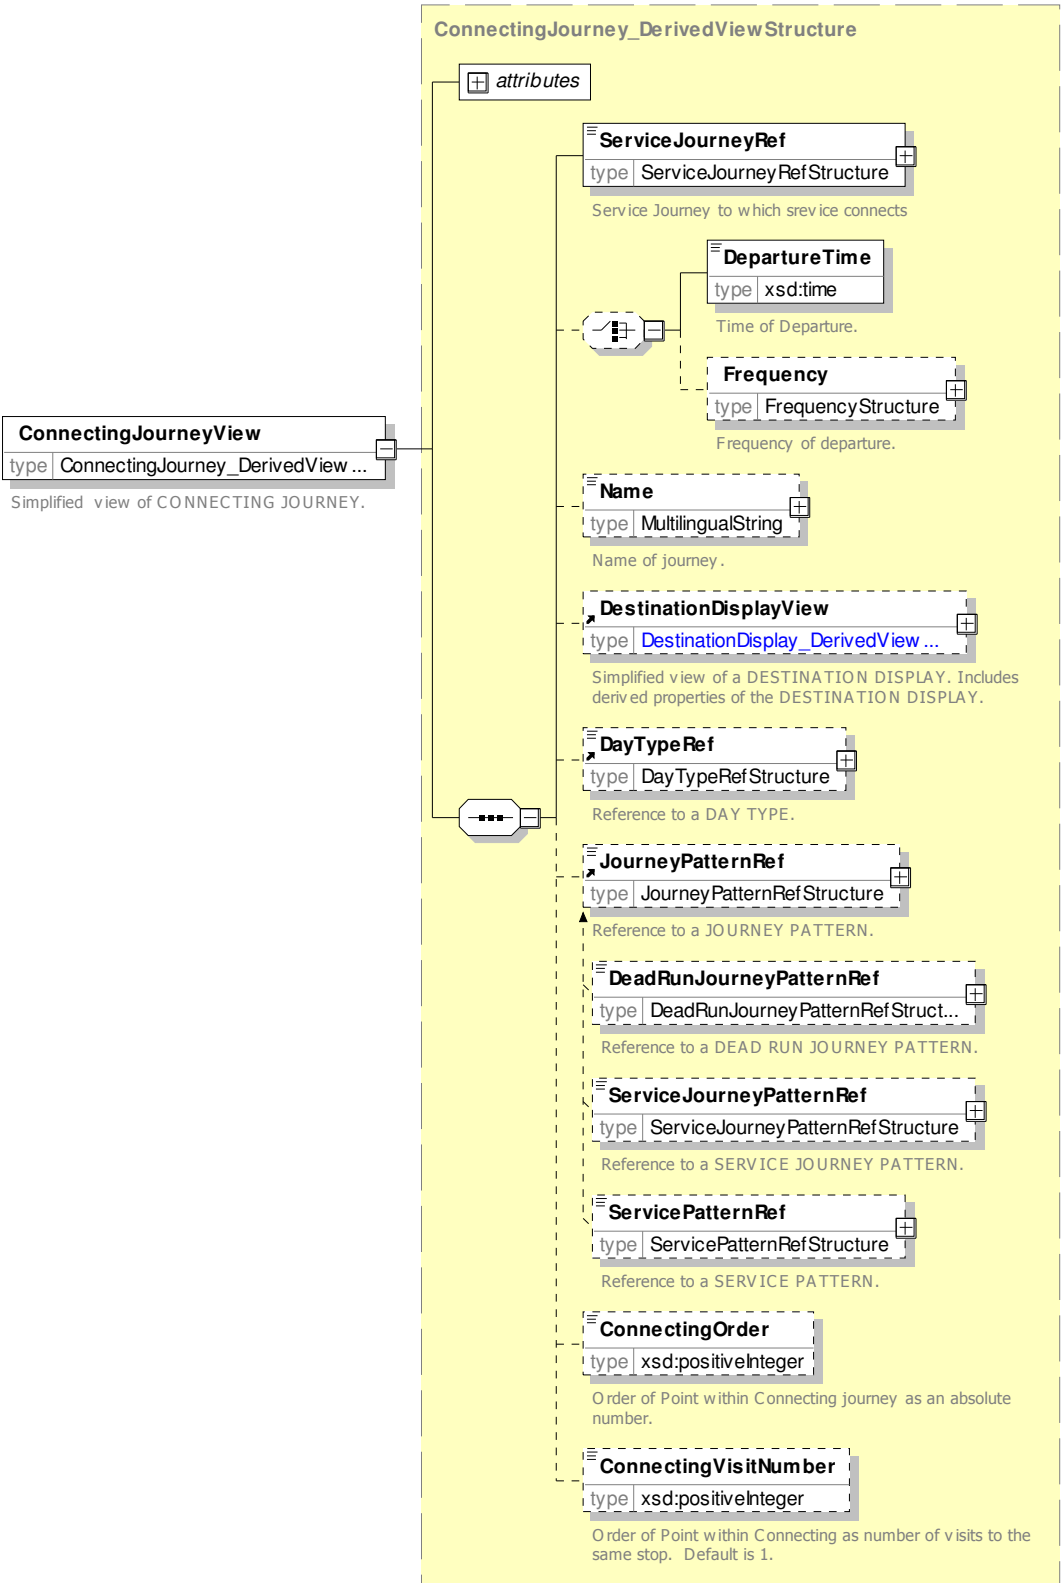 ConnectingJourney_DerivedViewStructure
attributes
ServiceJourneyRef
type ServiceJourneyRefStructure
Service Journey to which srevice connects
DepartureTime
type xsd:time
Time of Departure.
Frequency
type FrequencyStructure
Frequency of departure.
ConnectingJourneyView
type ConnectingJourney_DerivedView...
Simplified view of CONNECTING JOURNEY.
Name
type MultilingualString
Name of journey.
DestinationDisplayView
type DestinationDisplay_DerivedView...
Simplified view of a DESTINATION DISPLAY. Includes
derived properties of the DESTINATION DISPLAY.
DayTypeRef
type DayTypeRefStructure
Reference to a DAY TYPE.
JourneyPatternRef
type JourneyPatternRefStructure
Reference to a JOURNEY PATTERN.
DeadRunJourneyPatternRef
type DeadRunJourneyPatternRefStruct...
Reference to a DEAD RUN JOURNEY PATTERN.
ServiceJourneyPatternRef
type ServiceJourneyPatternRefStructure
Reference to a SERVICE JOURNEY PATTERN.
ServicePatternRef
type ServicePatternRefStructure
Reference to a SERVICE PATTERN.
ConnectingOrder
type xsd:positiveInteger
Order of Point within Connecting journey as an absolute
number.
ConnectingVisitNumber
type xsd:positiveInteger
Order of Point within Connecting as number of visits to the
same stop. Default is 1.